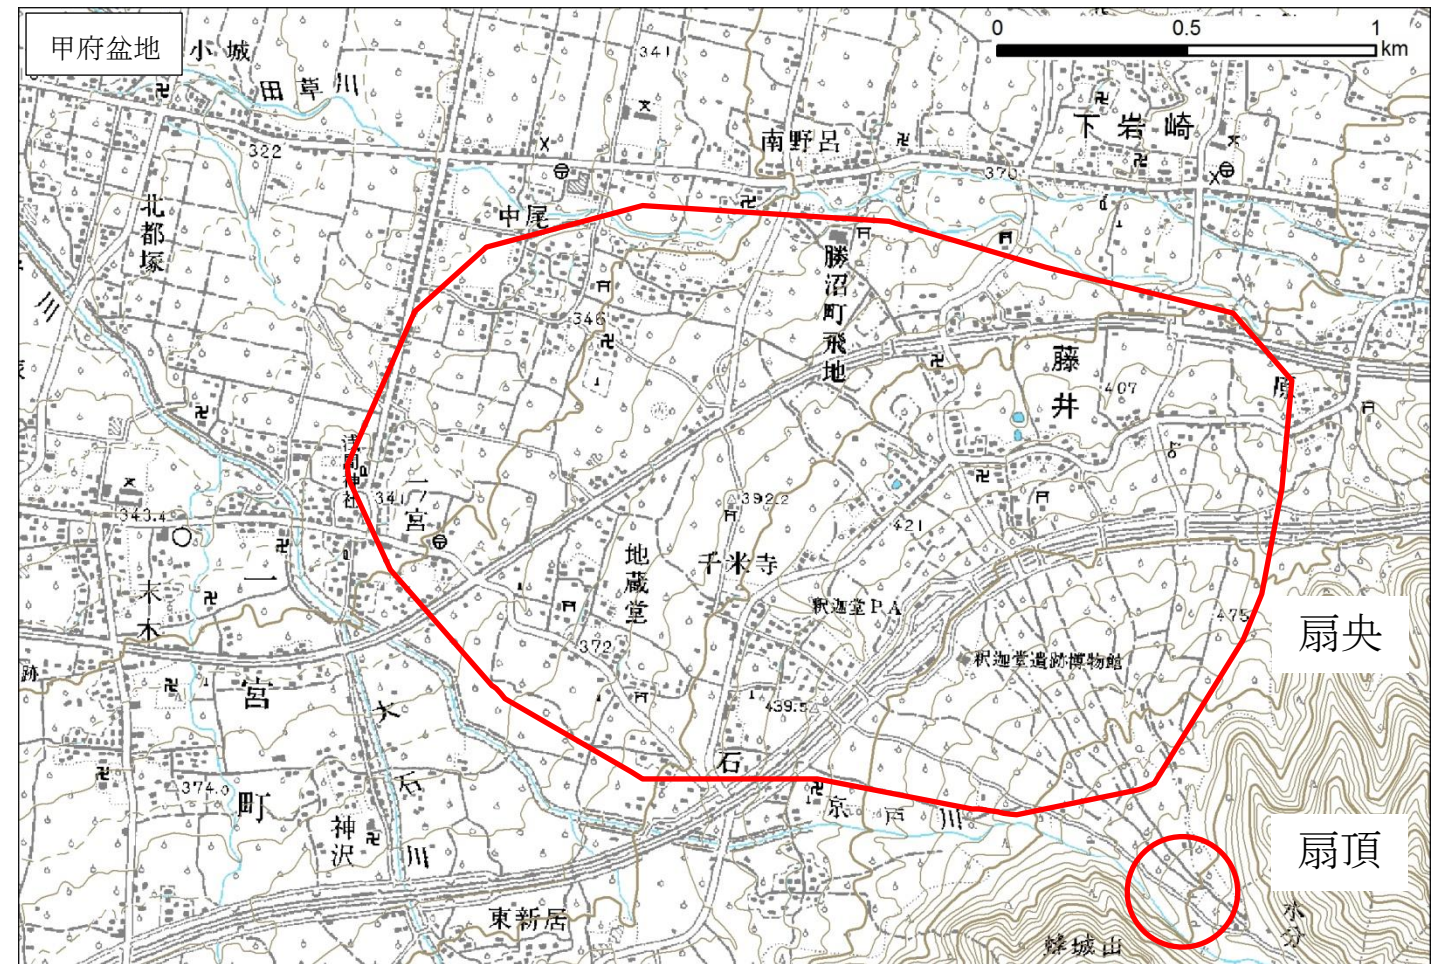 甲府盆地
小城
田草川
341
0
0.5
1
km
322
南野呂
下岩崎
370
北都塚
中尾
勝沼町飛地
川
346
藤井
原
407
浅間神社
341
一ノ宮
392.2
421
343.4
末木
一宮町
地蔵堂
千米寺
釈迦堂P.A
475
扇央
372
釈迦堂遺跡博物館
跡
439.5
石
大石川
京戸川
374.0
神沢
扇頂
東新居
蜂城山
水分